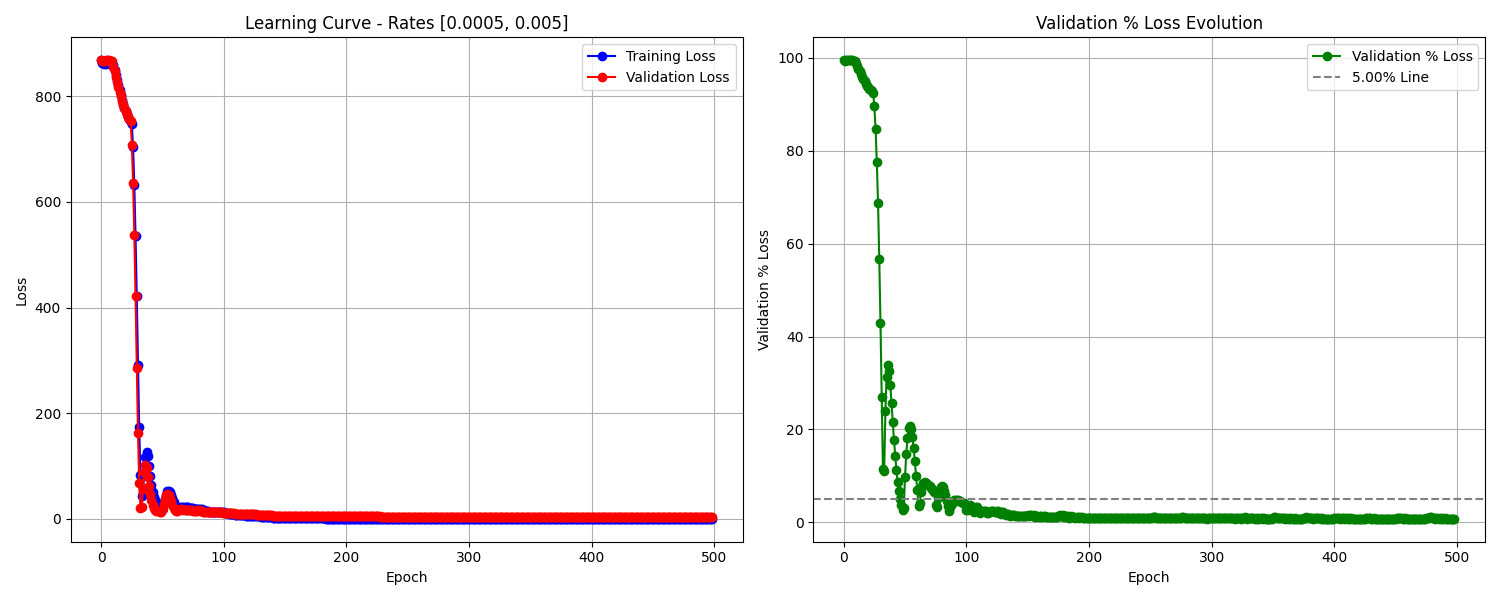 Learning Curve - Rates [0.0005, 0.005]
Training Loss
Validation Loss
800
600
400
200
0
Loss
0 100 200 300 400 500
Epoch
Validation % Loss Evolution
Validation % Loss
5.00% Line
100
80
60
40
20
0
Validation % Loss
0 100 200 300 400 500
Epoch